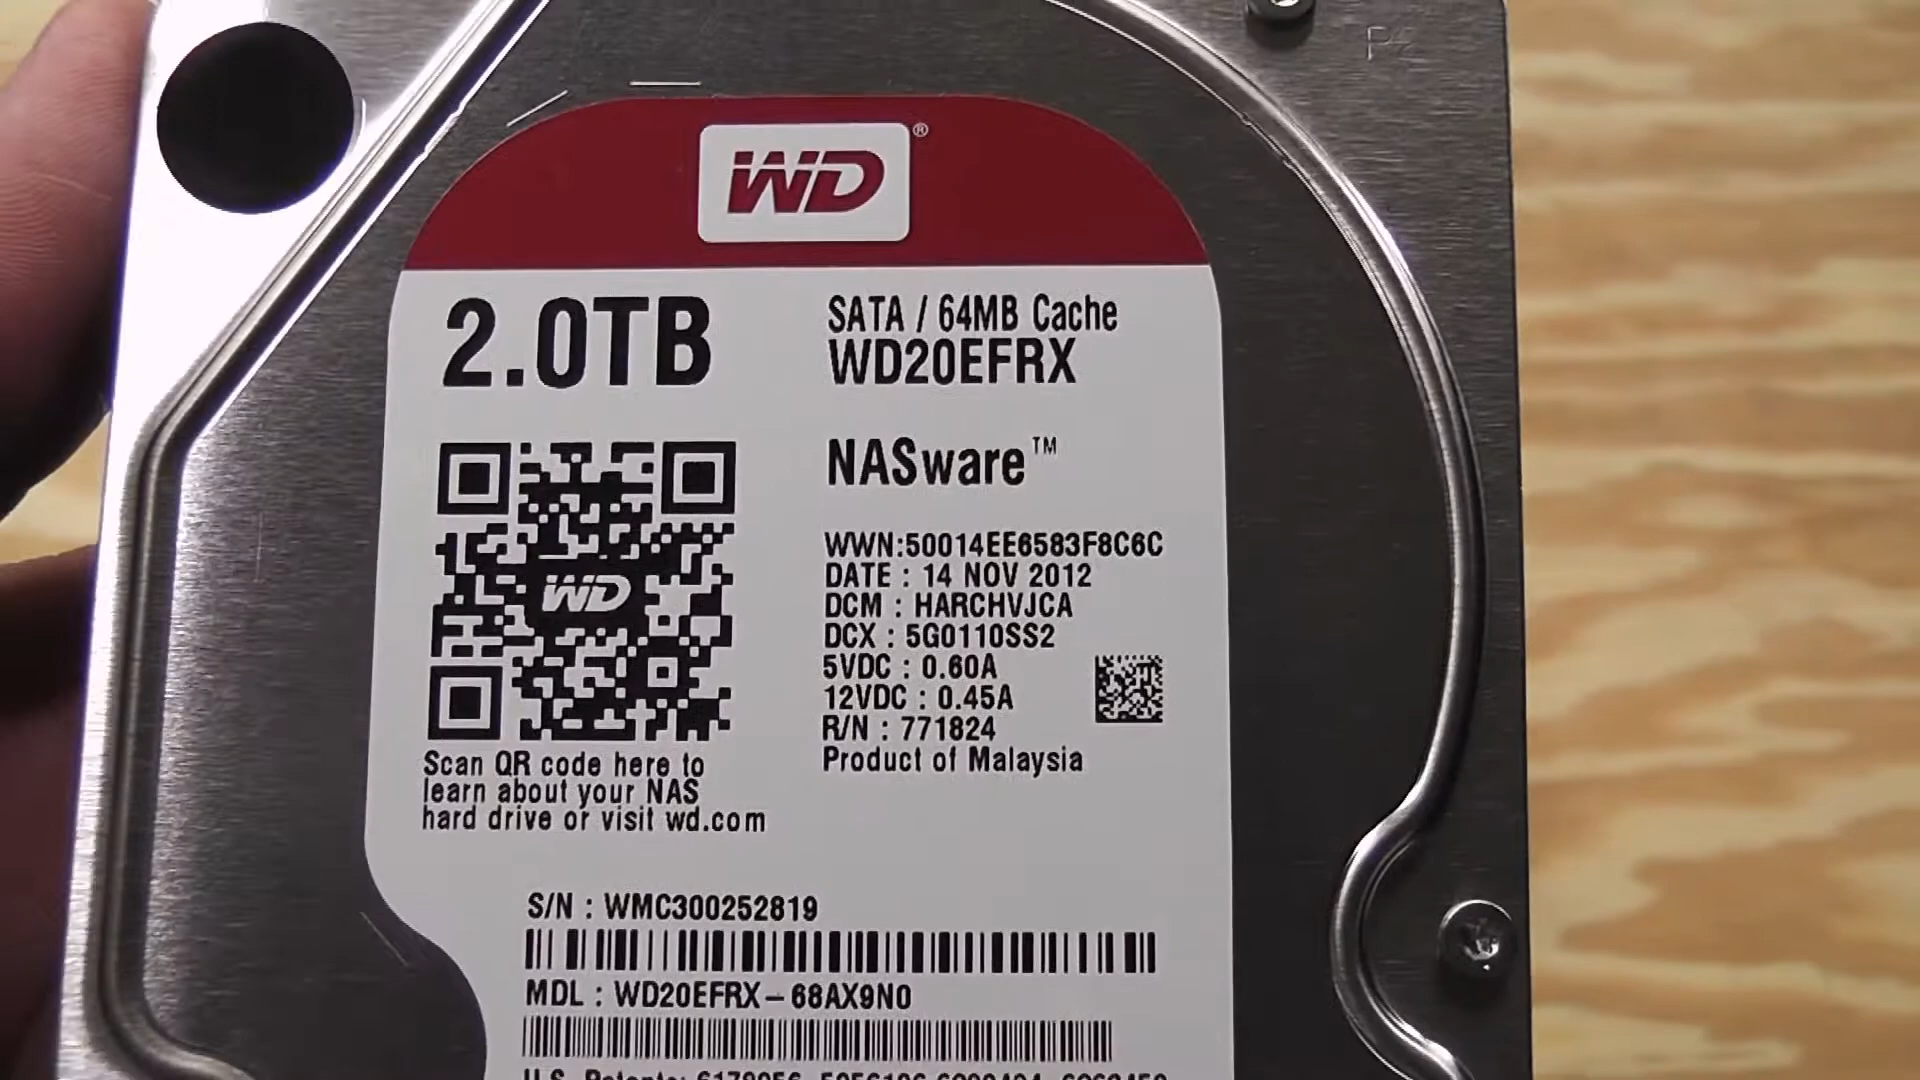 WD®
2.0TB
SATA / 64MB Cache
WD20EFRX
NASware™
WD
WWN:50014EE6583F8C6C
DATE : 14 NOV 2012
DCM : HARCHVJCA
DCX : 5G0110SS2
5VDC : 0.60A
12VDC : 0.45A
R/N : 771824
Product of Malaysia
Scan QR code here to
learn about your NAS
hard drive or visit wd.com
S/N : WMC300252819
MDL : WD20EFRX-68AX9N0
U.S. Patents: